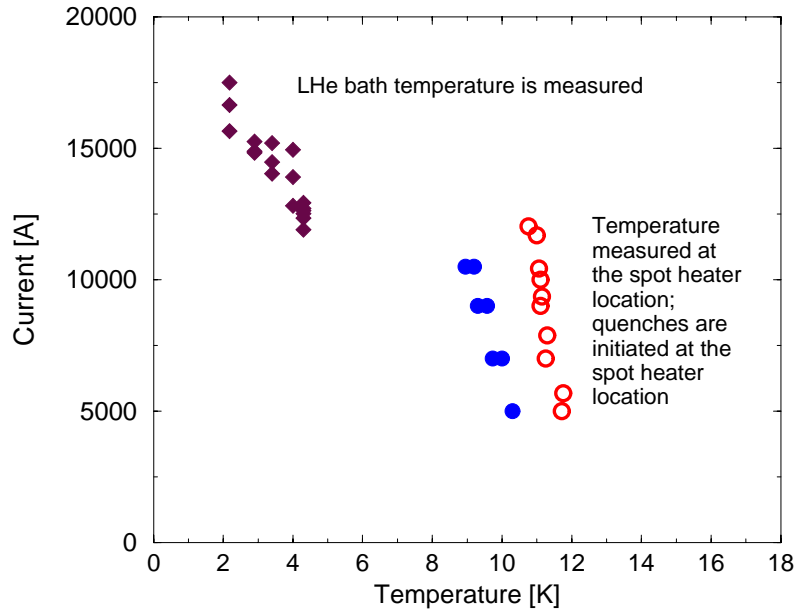 20000
15000
10000
5000
0
Current [A]
LHe bath temperature is measured
Temperature
measured at
the spot heater
location;
quenches are
initiated at the
spot heater
location
0 2 4 6 8 10 12 14 16 18
Temperature [K]